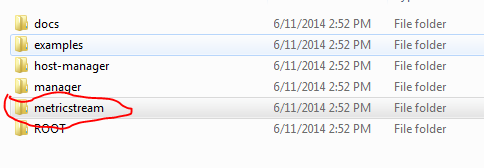 docs 6/11/2014 2:52 PM File folder
examples 6/11/2014 2:52 PM File folder
host-manager 6/11/2014 2:52 PM File folder
manager 6/11/2014 2:52 PM File folder
metricstream 6/11/2014 2:52 PM File folder
ROOT 6/11/2014 2:52 PM File folder